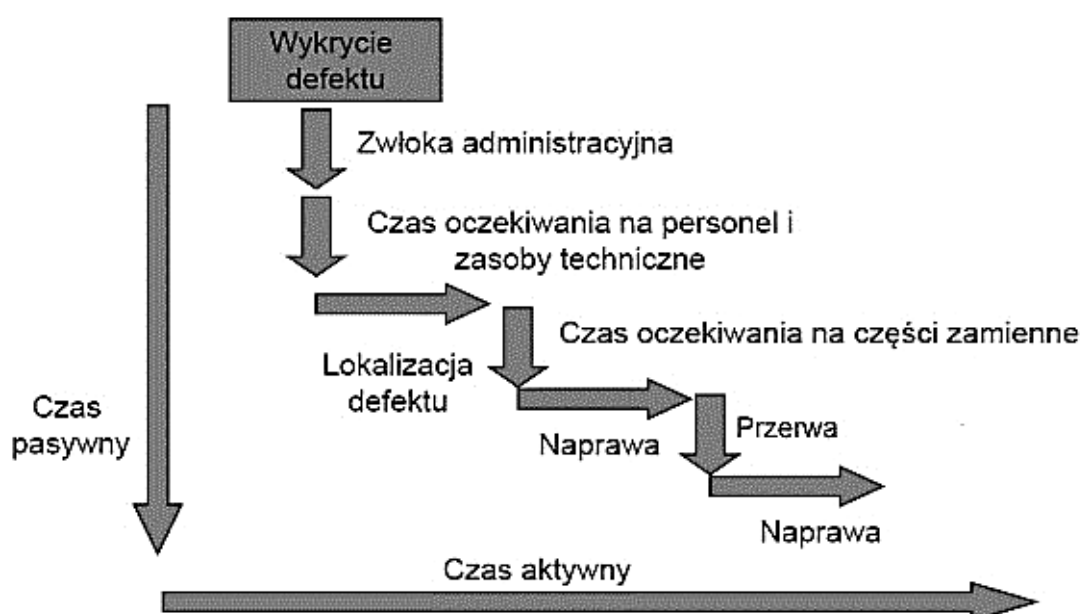 Wykrycie
defektu
Zwłoka administracyjna
Czas oczekiwania na personel i
zasoby techniczne
Czas oczekiwania na części zamienne
Lokalizacja
defektu
Czas
pasywny
Naprawa
Przerwa
Naprawa
Czas aktywny